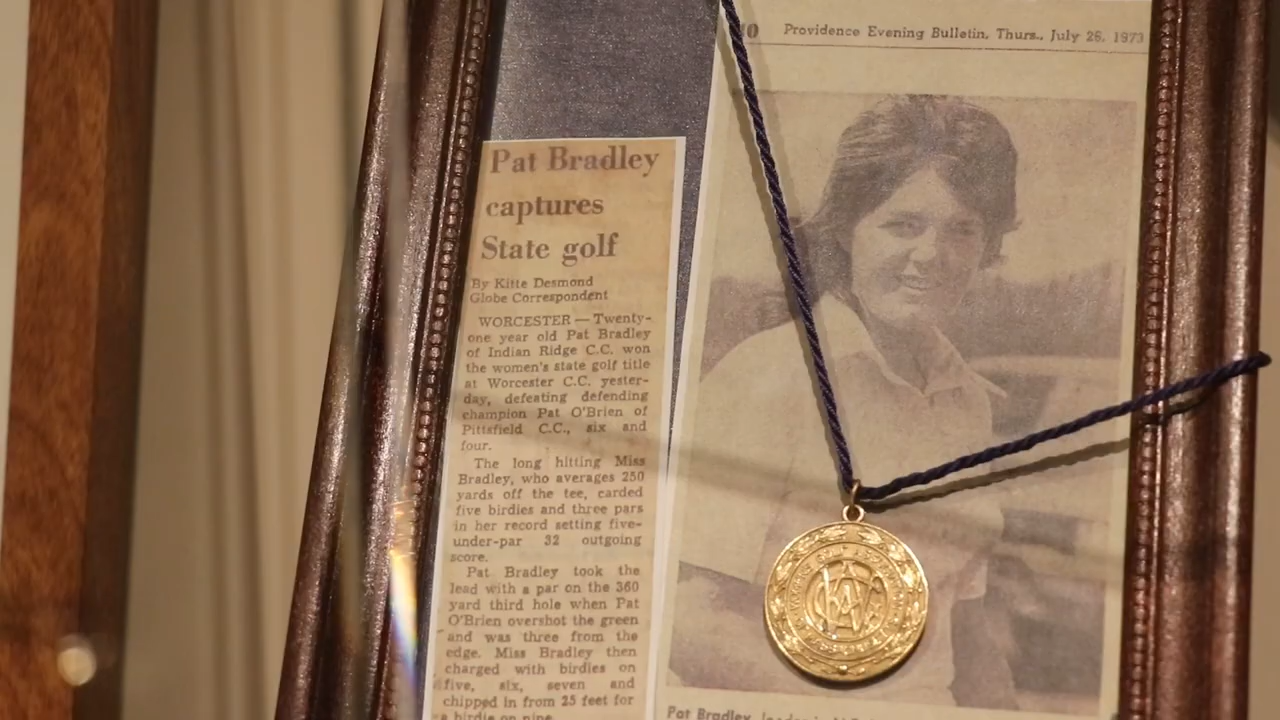 Pat Bradley
captures
State golf
By Kitte Desmond
Globe Correspondent
WORCESTER — Twenty-
one year old Pat Bradley
of Indian Ridge C.C. won
the women's state golf title
at Worcester C.C. yester-
day, defeating defending
champion Pat O'Brien of
Pittsfield C.C., six and
four.
The long hitting Miss
Bradley, who averages 250
yards off the tee, carded
five birdies and three pars
in her record setting five-
under-par 32 outgoing
score.
Pat Bradley took the
lead with a par on the 360
yard third hole when Pat
O'Brien overshot the green
and was three from the
edge. Miss Bradley then
charged with birdies on
five, six, seven and
chipped in from 25 feet for
a birdie on nine.
Providence Evening Bulletin, Thurs., July 26, 1973
Pat Bradley, leader in